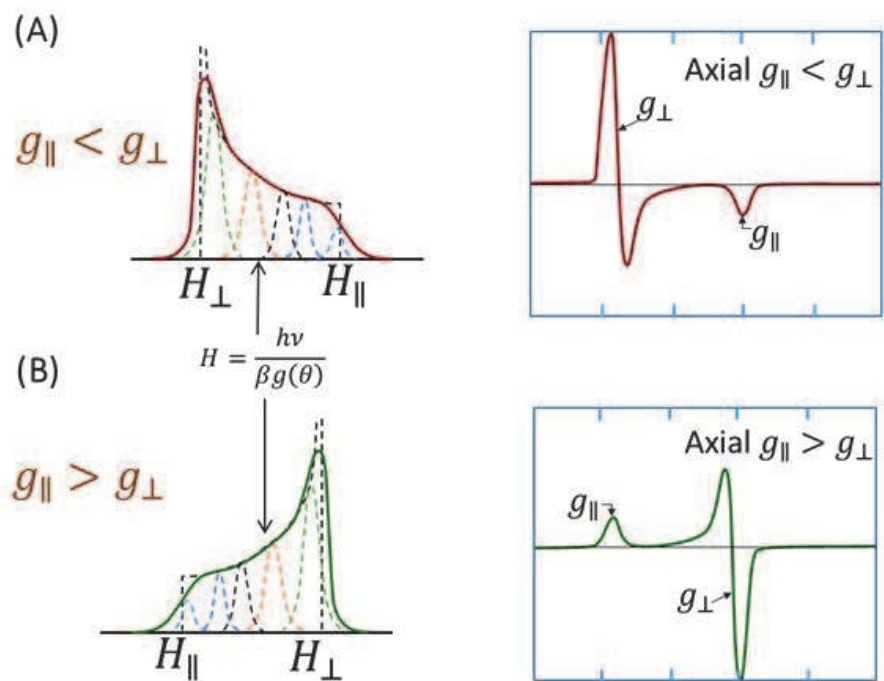 (A)
g∥ < g⊥
H⊥
H∥
Axial g∥ < g⊥
g⊥
g∥
H = hν / βg(θ)
(B)
g∥ > g⊥
H∥
H⊥
Axial g∥ > g⊥
g∥
g⊥